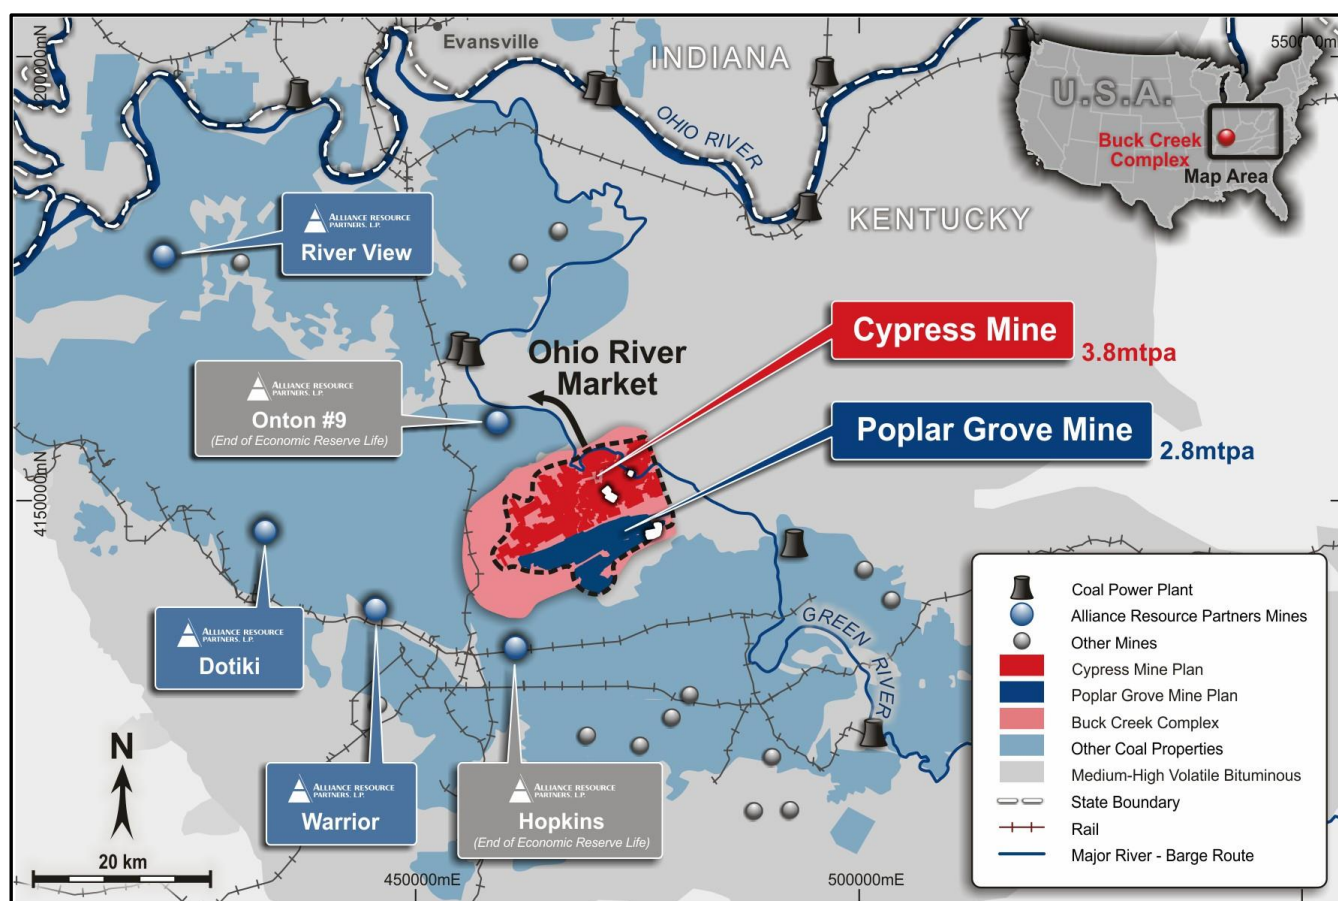 Evansville
INDIANA
OHIO RIVER
KENTUCKY
U.S.A.
Buck Creek
Complex
Map Area
4200000mN
550000mE
ALLIANCE RESOURCE
PARTNERS, L.P.
River View
Ohio River
Market
Cypress Mine
3.8mtpa
ALLIANCE RESOURCE
PARTNERS, L.P.
Onton #9
(End of Economic Reserve Life)
Poplar Grove Mine
2.8mtpa
4150000mN
ALLIANCE RESOURCE
PARTNERS, L.P.
Dotiki
GREEN RIVER
ALLIANCE RESOURCE
PARTNERS, L.P.
Warrior
ALLIANCE RESOURCE
PARTNERS, L.P.
Hopkins
(End of Economic Reserve Life)
N
20 km
450000mE
500000mE
Coal Power Plant
Alliance Resource Partners Mines
Other Mines
Cypress Mine Plan
Poplar Grove Mine Plan
Buck Creek Complex
Other Coal Properties
Medium-High Volatile Bituminous
State Boundary
Rail
Major River - Barge Route